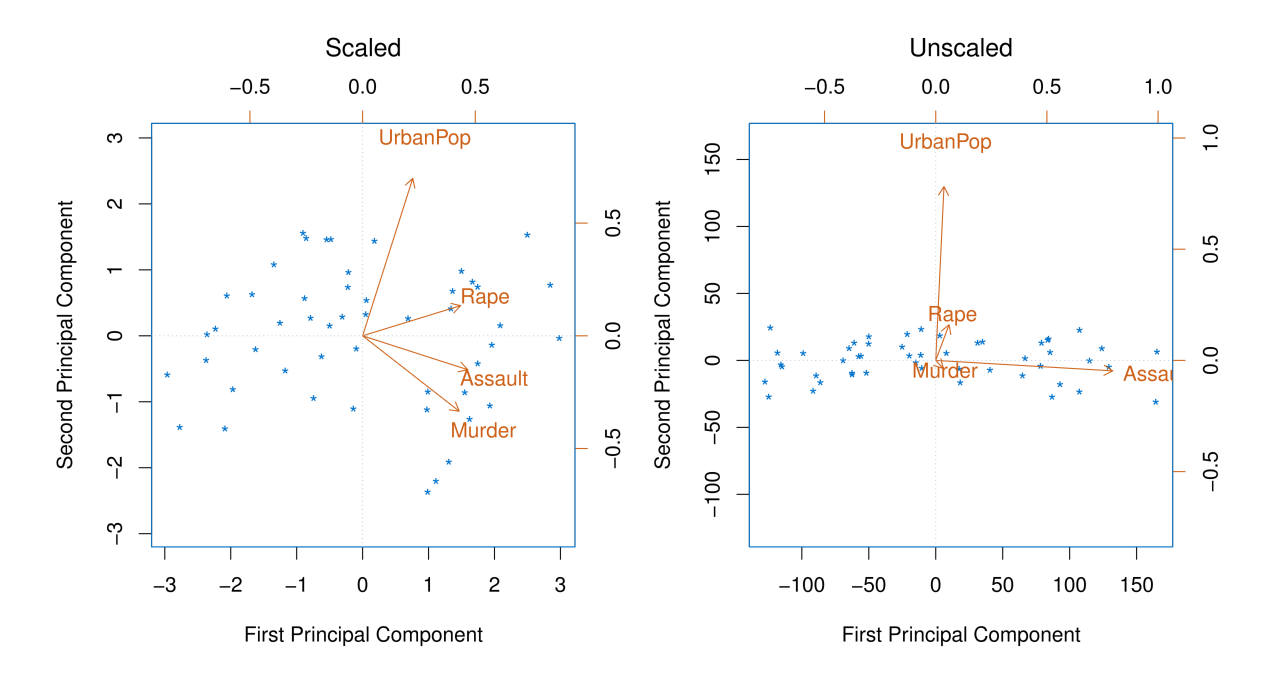 Scaled
−0.5 0.0 0.5
UrbanPop
Rape
Assault
Murder
3
2
1
0
−1
−2
−3
Second Principal Component
0.5
0.0
−0.5
−3 −2 −1 0 1 2 3
First Principal Component
Unscaled
−0.5 0.0 0.5 1.0
UrbanPop
Rape
Murder
Assau
150
100
50
0
−50
−100
Second Principal Component
1.0
0.5
0.0
−0.5
−100 −50 0 50 100 150
First Principal Component